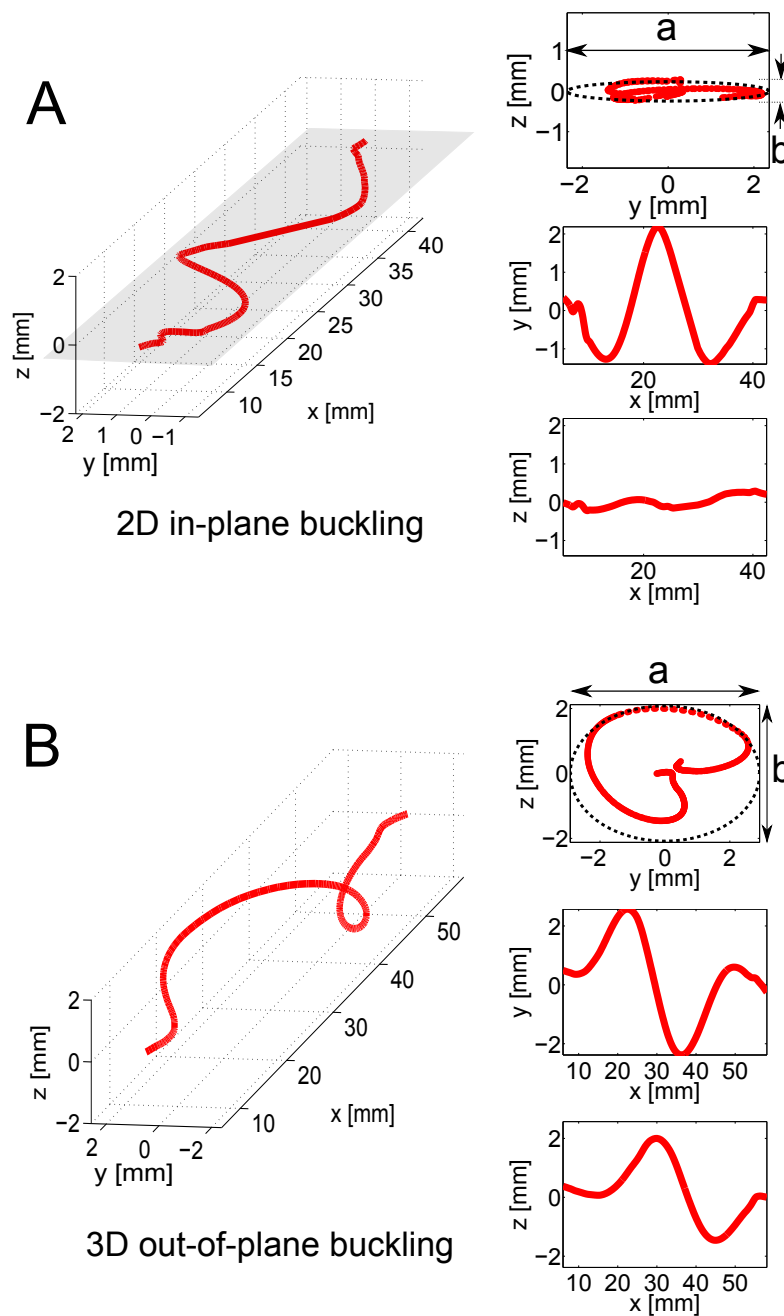 A
2
0
−2
z [mm]
2 1 0 −1
y [mm]
10 15 20 25 30 35 40
x [mm]
2D in-plane buckling
a
b
1
0
−1
z [mm]
−2 0 2
y [mm]
2
1
0
−1
y [mm]
20 40
x [mm]
2
1
0
−1
z [mm]
20 40
x [mm]
B
2
0
−2
z [mm]
2 0 −2
y [mm]
10 20 30 40 50
x [mm]
3D out-of-plane buckling
a
b
2
0
−2
z [mm]
−2 0 2
y [mm]
2
0
−2
y [mm]
10 20 30 40 50
x [mm]
2
0
−2
z [mm]
10 20 30 40 50
x [mm]